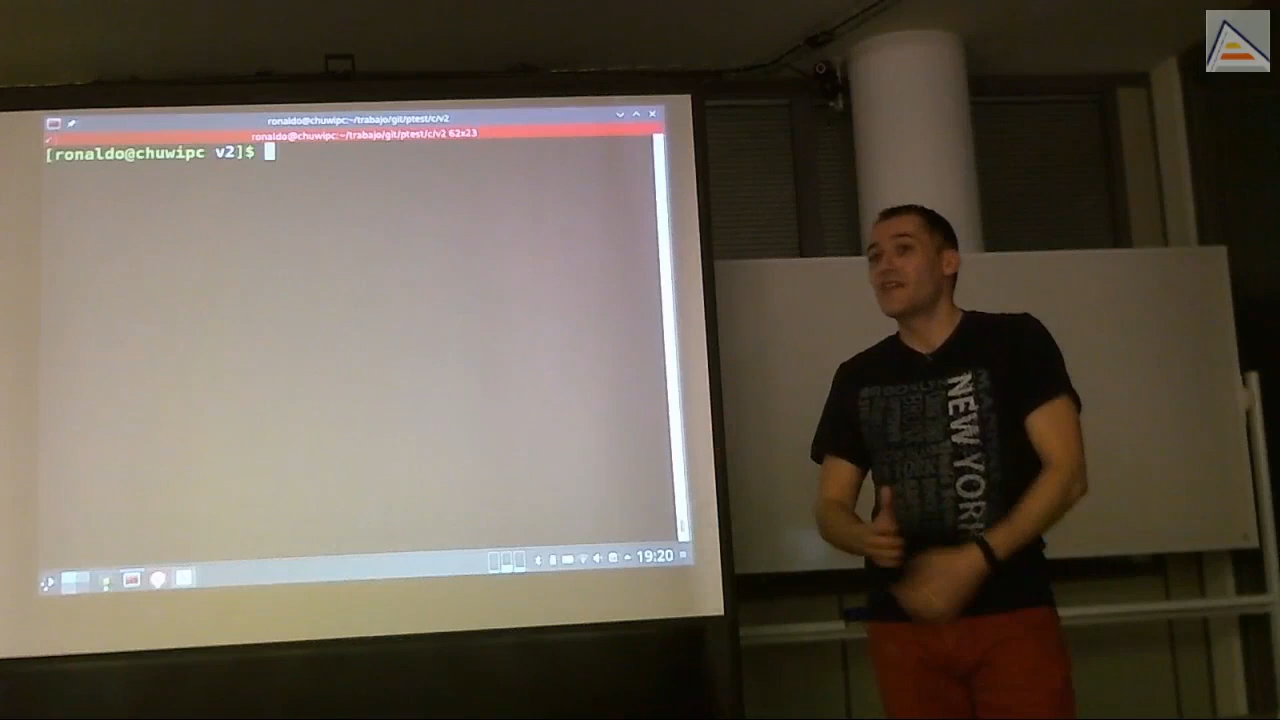 ronaldo@chuwipc:~/trabajo/git/ptest/c/v2
ronaldo@chuwipc:~/trabajo/git/ptest/c/v2 62x23
[ronaldo@chuwipc v2]$
19:20
BROOKLYN
NEW YORK